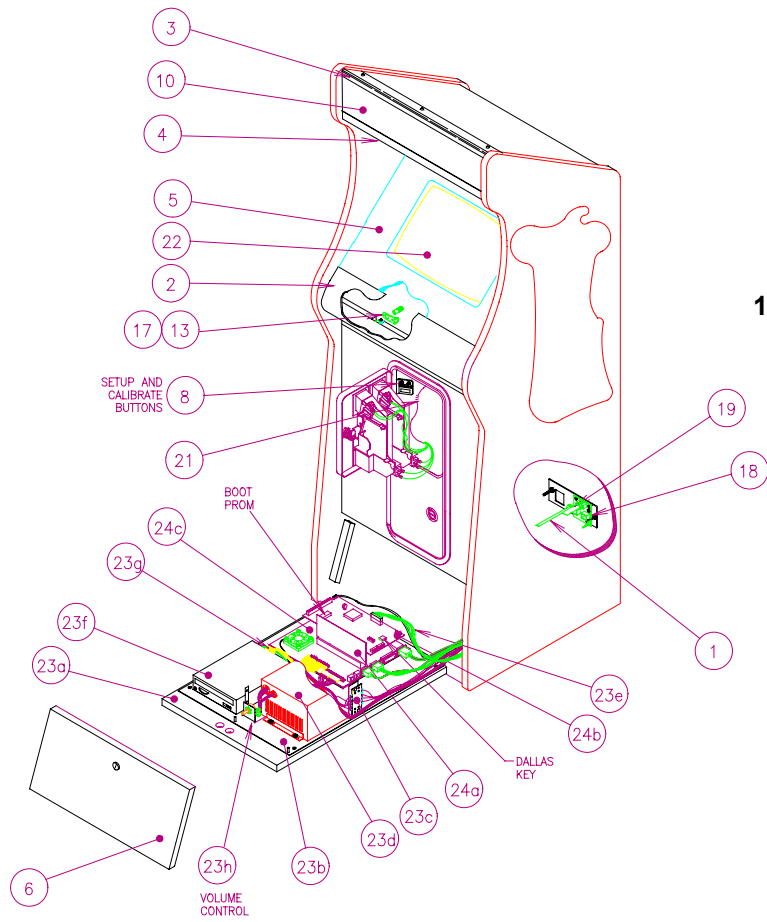 3
10
4
5
22
2
17
13
1
SETUP AND
CALIBRATE
BUTTONS
8
21
19
18
BOOT
PROM
24c
23g
23f
23a
1
23e
24b
DALLAS
KEY
24a
23c
23d
23b
23h
6
VOLUME
CONTROL